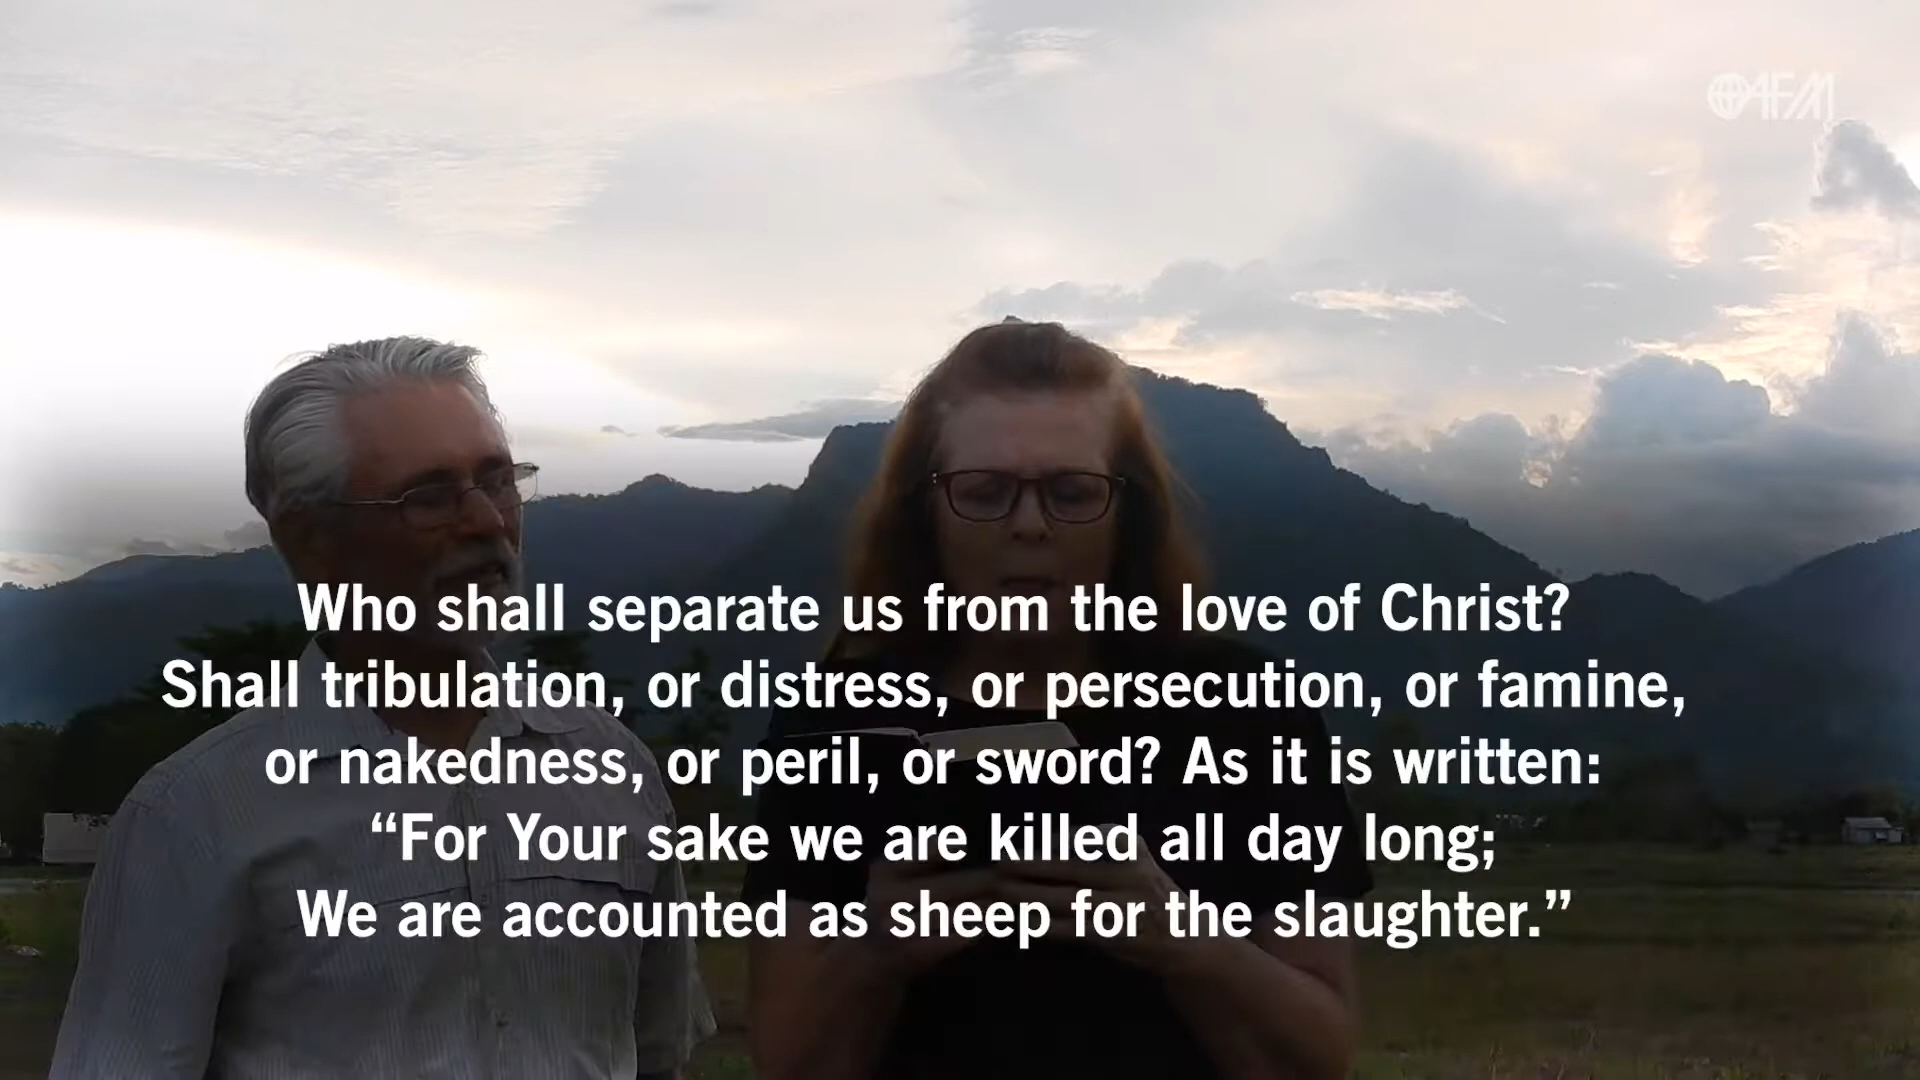 AFM
Who shall separate us from the love of Christ?
Shall tribulation, or distress, or persecution, or famine,
or nakedness, or peril, or sword? As it is written:
“For Your sake we are killed all day long;
We are accounted as sheep for the slaughter.”